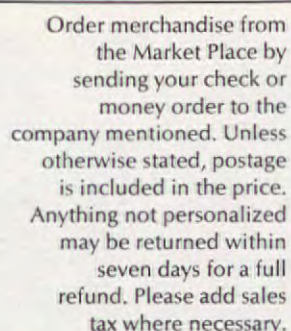 Order merchandise from
the Market Place by
sending your check or
money order to the
company mentioned. Unless
otherwise stated, postage
is included in the price.
Anything not personalized
may be returned within
seven days for a full
refund. Please add sales
tax where necessary.